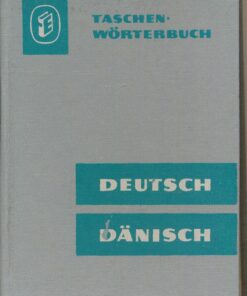 TASCHEN-
WÖRTERBUCH
DEUTSCH
DÄNISCH